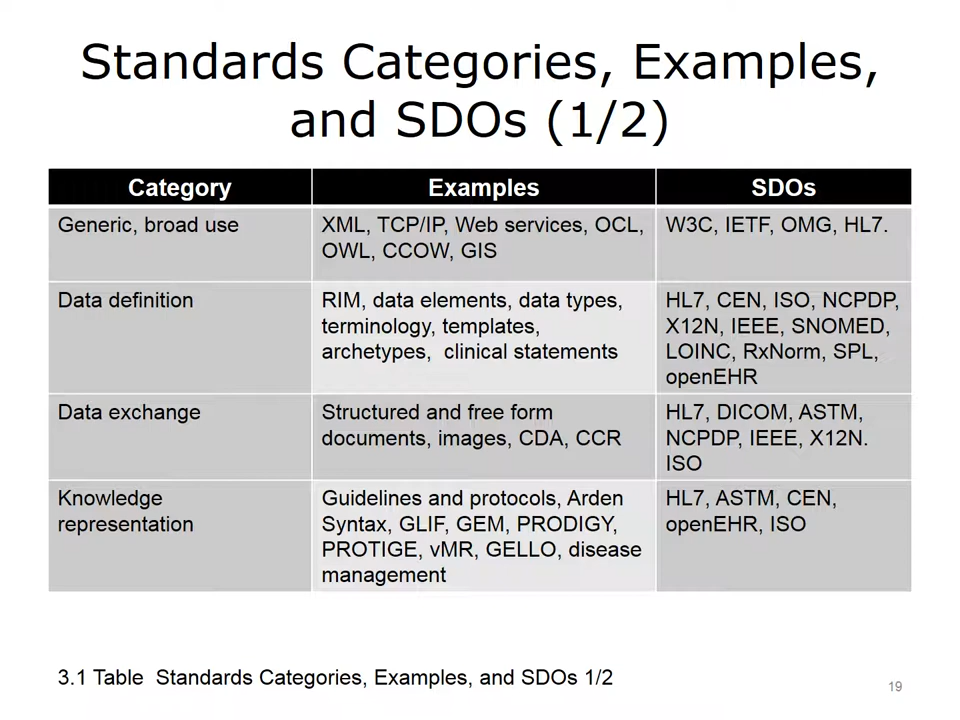 Standards Categories, Examples,
and SDOs (1/2)
Category Examples SDOs
Generic, broad use
XML, TCP/IP, Web services, OCL,
OWL, CCOW, GIS
W3C, IETF, OMG, HL7.
Data definition
RIM, data elements, data types,
terminology, templates,
archetypes, clinical statements
HL7, CEN, ISO, NCPDP,
X12N, IEEE, SNOMED,
LOINC, RxNorm, SPL,
openEHR
Data exchange
Structured and free form
documents, images, CDA, CCR
HL7, DICOM, ASTM,
NCPDP, IEEE, X12N.
ISO
Knowledge
representation
Guidelines and protocols, Arden
Syntax, GLIF, GEM, PRODIGY,
PROTIGE, vMR, GELLO, disease
management
HL7, ASTM, CEN,
openEHR, ISO
3.1 Table Standards Categories, Examples, and SDOs 1/2
19